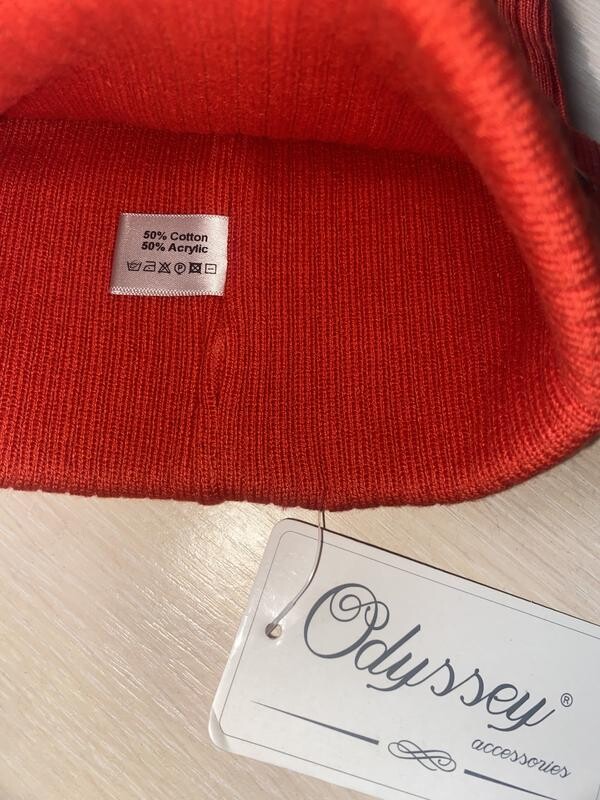 50% Cotton
50% Acrylic
Odyssey®
accessories